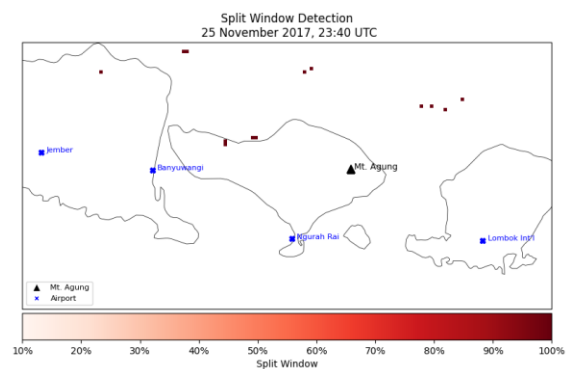 Split Window Detection
25 November 2017, 23:40 UTC
Jember
Banyuwangi
Mt. Agung
Ngurah Rai
Lombok Int'l
Mt. Agung
Airport
10% 20% 30% 40% 50% 60% 70% 80% 90% 100%
Split Window